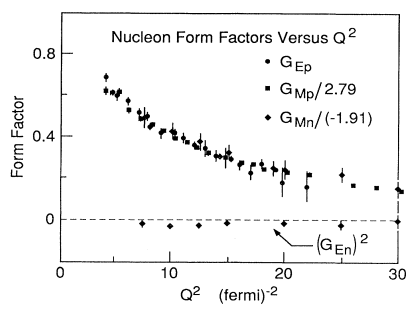 Nucleon Form Factors Versus Q²
G_Ep
G_Mp/2.79
G_Mn/(-1.91)
0.8
0.4
0
Form Factor
(G_En)²
0 10 20 30
Q² (fermi)⁻²